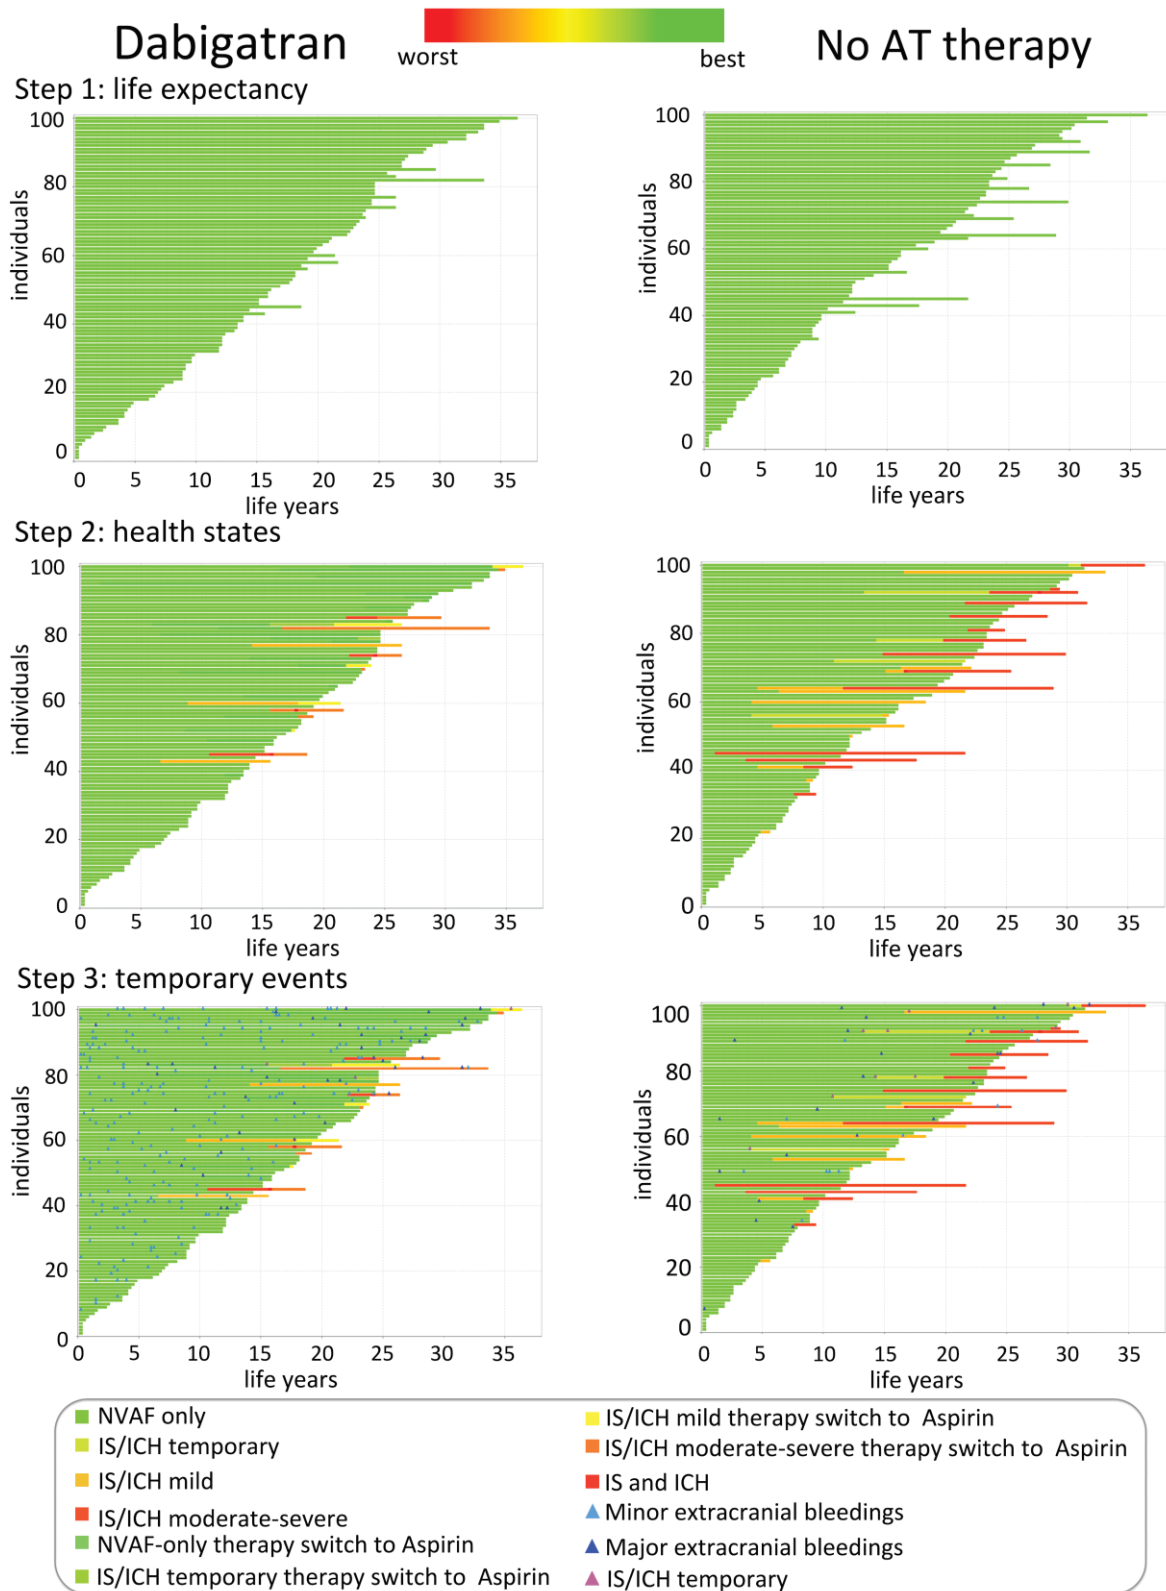 Dabigatran
worst
best
No AT therapy
Step 1: life expectancy
individuals
100
80
60
40
20
0
0 5 10 15 20 25 30 35
life years
individuals
100
80
60
40
20
0
0 5 10 15 20 25 30 35
life years
Step 2: health states
individuals
100
80
60
40
20
0
0 5 10 15 20 25 30 35
life years
individuals
100
80
60
40
20
0
0 5 10 15 20 25 30 35
life years
Step 3: temporary events
individuals
100
80
60
40
20
0
0 5 10 15 20 25 30 35
life years
individuals
100
80
60
40
20
0
0 5 10 15 20 25 30 35
life years
NVAF only
IS/ICH temporary
IS/ICH mild
IS/ICH moderate-severe
NVAF-only therapy switch to Aspirin
IS/ICH temporary therapy switch to Aspirin
IS/ICH mild therapy switch to Aspirin
IS/ICH moderate-severe therapy switch to Aspirin
IS and ICH
Minor extracranial bleedings
Major extracranial bleedings
IS/ICH temporary